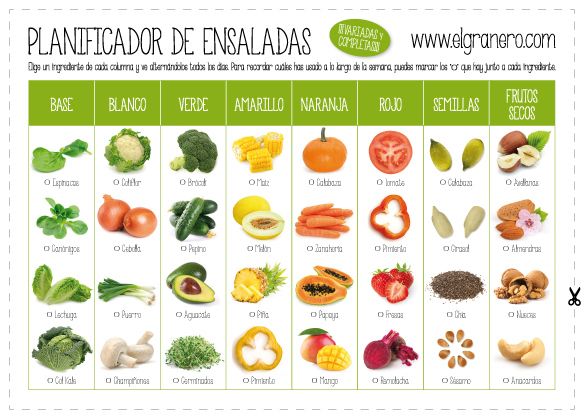 PLANIFICADOR DE ENSALADAS
¡¡¡VARIADAS Y
COMPLETAS!!!
www.elgranero.com
Elige un ingrediente de cada columna y ve alternándolos todos los días. Para recordar cuáles has usado a lo largo de la semana, puedes marcar los "O" que hay junto a cada ingrediente.
BASE BLANCO VERDE AMARILLO NARANJA ROJO SEMILLAS FRUTOS SECOS
O Espinacas O Coliflor O Brócoli O Maíz O Calabaza O Tomate O Calabaza O Avellanas
O Canónigos O Cebolla O Pepino O Melón O Zanahoria O Pimiento O Girasol O Almendras
O Lechuga O Puerro O Aguacate O Piña O Papaya O Fresas O Chía O Nueces
O Col Kale O Champiñones O Germinados O Pimiento O Mango O Remolacha O Sésamo O Anacardos